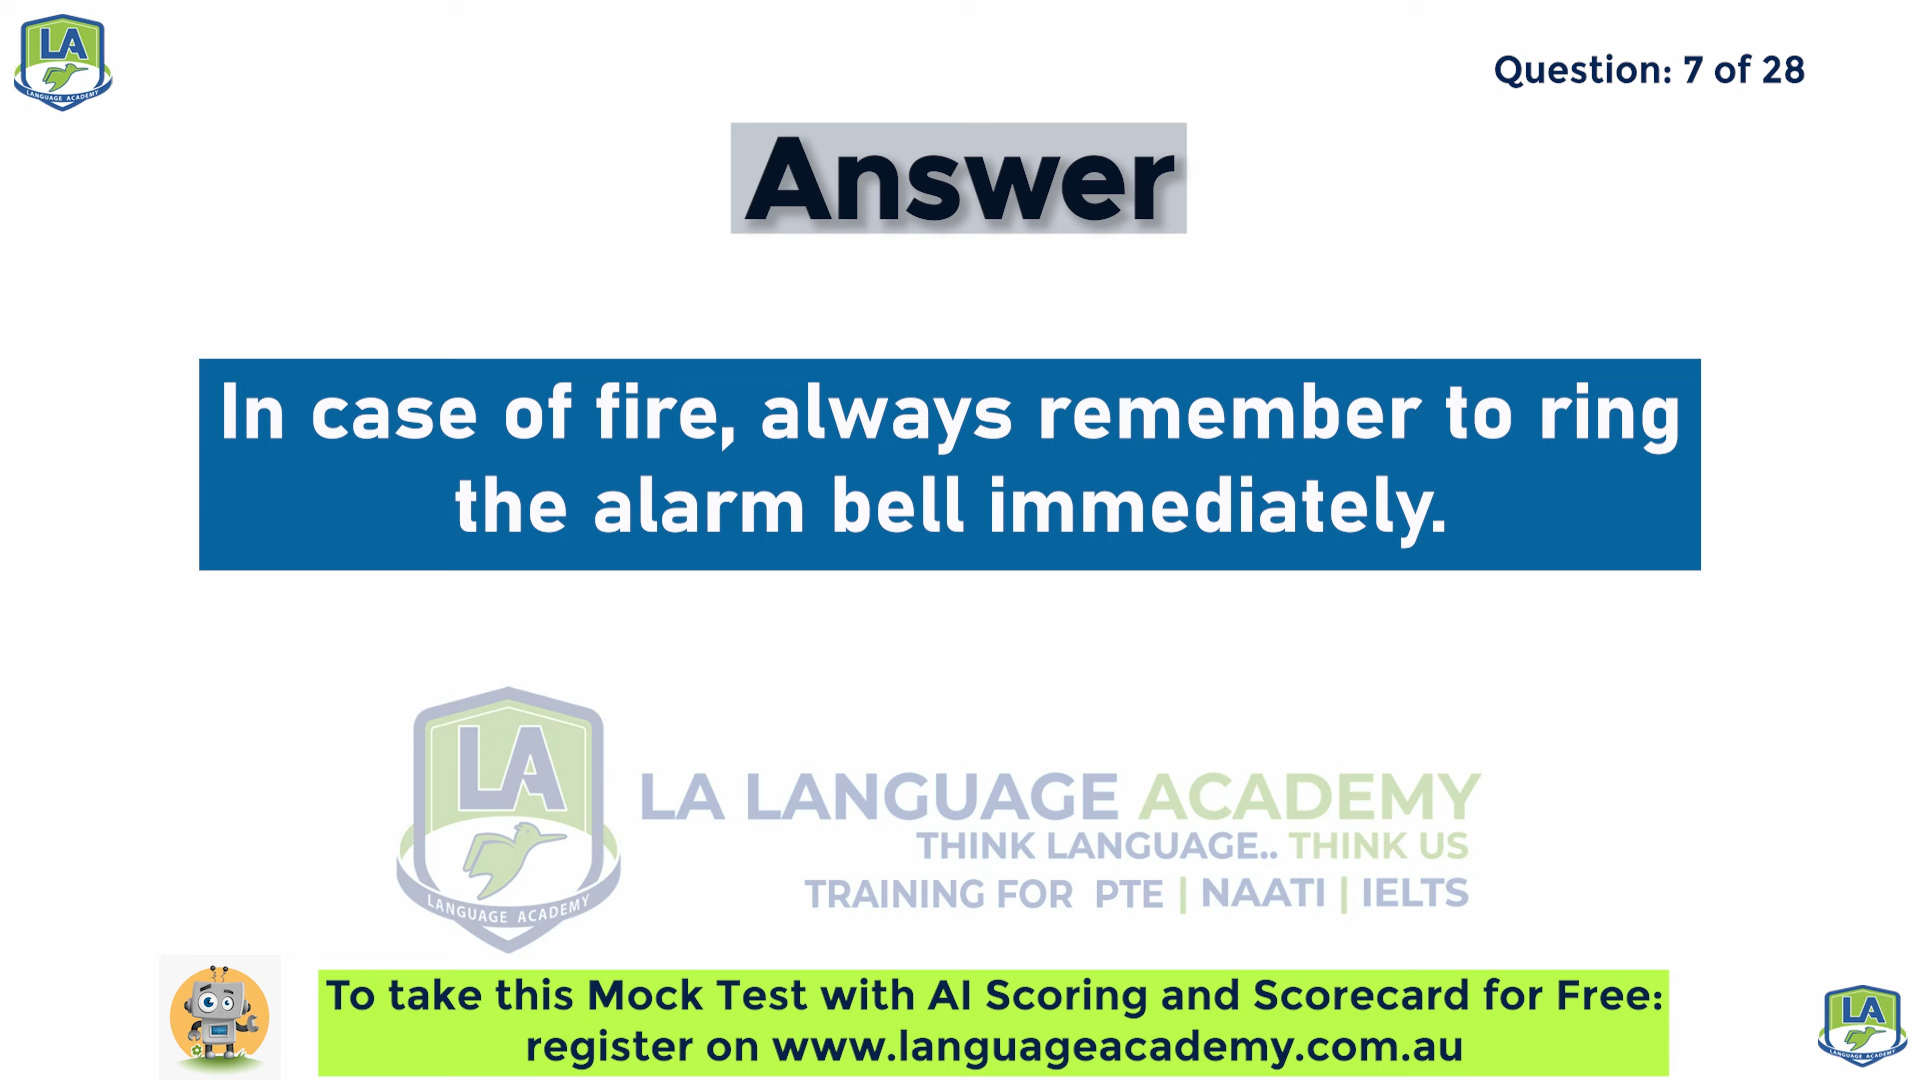 LA
LANGUAGE ACADEMY
Question: 7 of 28
Answer
In case of fire, always remember to ring
the alarm bell immediately.
LA
LANGUAGE ACADEMY
LA LANGUAGE ACADEMY
THINK LANGUAGE.. THINK US
TRAINING FOR PTE | NAATI | IELTS
To take this Mock Test with AI Scoring and Scorecard for Free:
register on www.languageacademy.com.au
LA
LANGUAGE ACADEMY